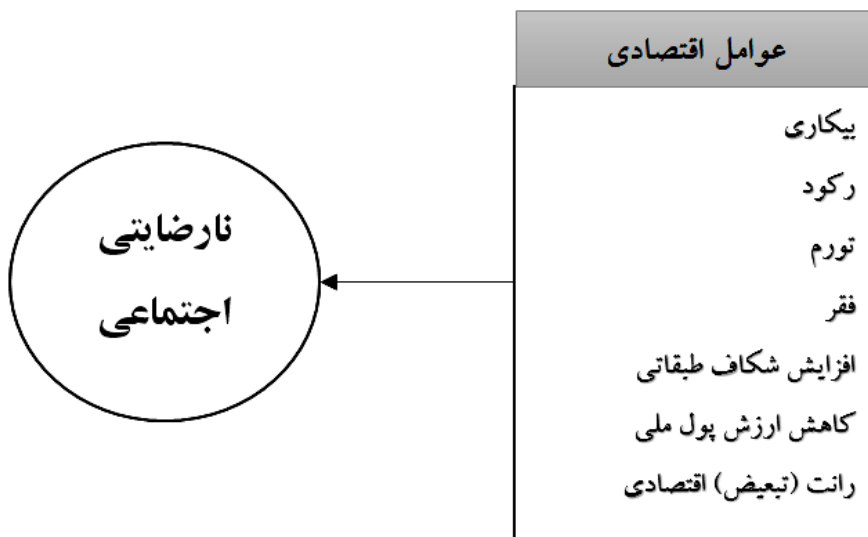 عوامل اقتصادی
بیکاری
رکود
تورم
فقر
افزایش شکاف طبقاتی
کاهش ارزش پول ملی
رانت (تبعیض) اقتصادی
نارضایتی
اجتماعی